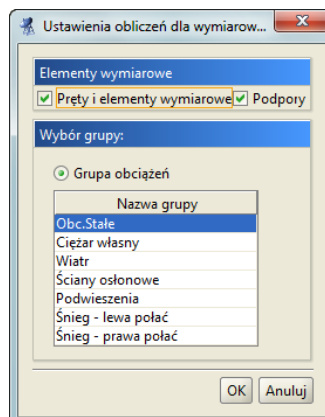 Ustawienia obliczeń dla wymiarow...
Elementy wymiarowe
Pręty i elementy wymiarowe Podpory
Wybór grupy:
Grupa obciążeń
Nazwa grupy
Obc.Stałe
Ciężar własny
Wiatr
Ściany osłonowe
Podwieszenia
Śnieg - lewa połać
Śnieg - prawa połać
OK Anuluj